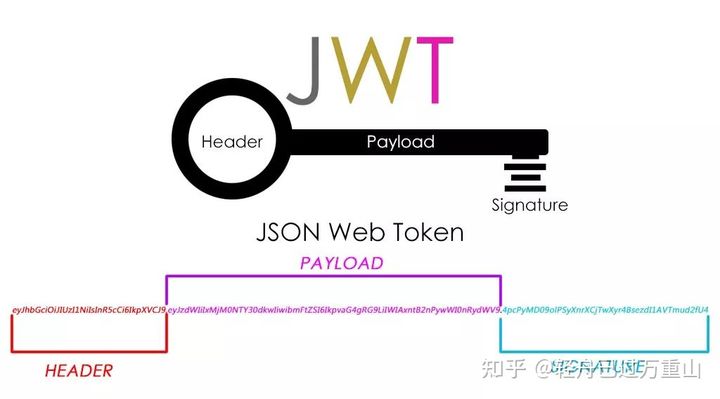 JWT
Header
Payload
Signature
JSON Web Token
PAYLOAD
eyJhbGciOiJIUzI1NiIsInR5cCi6IkpXVCJ9.eyJzdWIiIxMjM0NTY30dkwIiwibmFtZSI6IkpvaG4gRG9LiIWIAxntB2nPywWI0nRydWV9.4pcPyMD09olPSyXnrXCjTwXyr4BsezdI1AVTmud2fU4
HEADER
SIGNATURE
知乎 @轻舟已过万重山